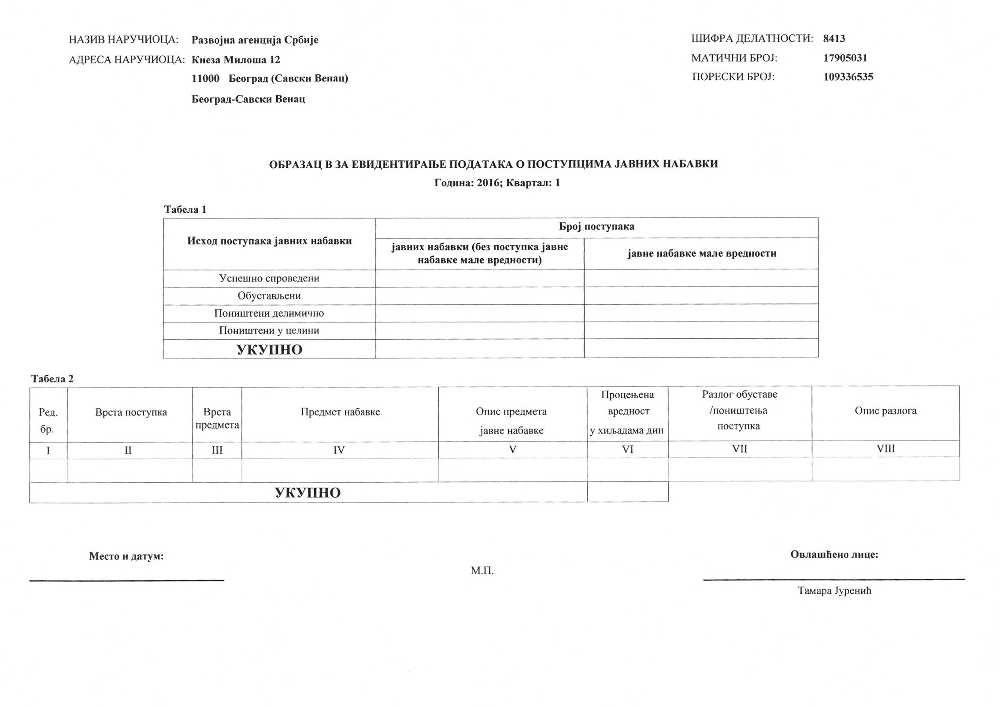 НАЗИВ НАРУЧИОЦА: Развојна агенција Србије
АДРЕСА НАРУЧИОЦА: Кнеза Милоша 12
11000 Београд (Савски Венац)
Београд-Савски Венац
ШИФРА ДЕЛАТНОСТИ: 8413
МАТИЧНИ БРОЈ: 17905031
ПОРЕСКИ БРОЈ: 109336535
ОБРАЗАЦ В ЗА ЕВИДЕНТИРАЊЕ ПОДАТАКА О ПОСТУПЦИМА ЈАВНИХ НАБАВКИ
Година: 2016; Квартал: 1
Табела 1
Исход поступака јавних набавки
Број поступака
јавних набавки (без поступка јавне
набавке мале вредности)
јавне набавке мале вредности
Успешно спроведени
Обустављени
Поништени делимично
Поништени у целини
УКУПНО
Табела 2
Ред.
бр.
Врста поступка
Врста
предмета
Предмет набавке
Опис предмета
јавне набавке
Процењена
вредност
у хиљадама дин
Разлог обуставе
/поништења
поступка
Опис разлога
I II III IV V VI VII VIII
УКУПНО
Место и датум:
М.П.
Овлашћено лице:
Тамара Јуренић